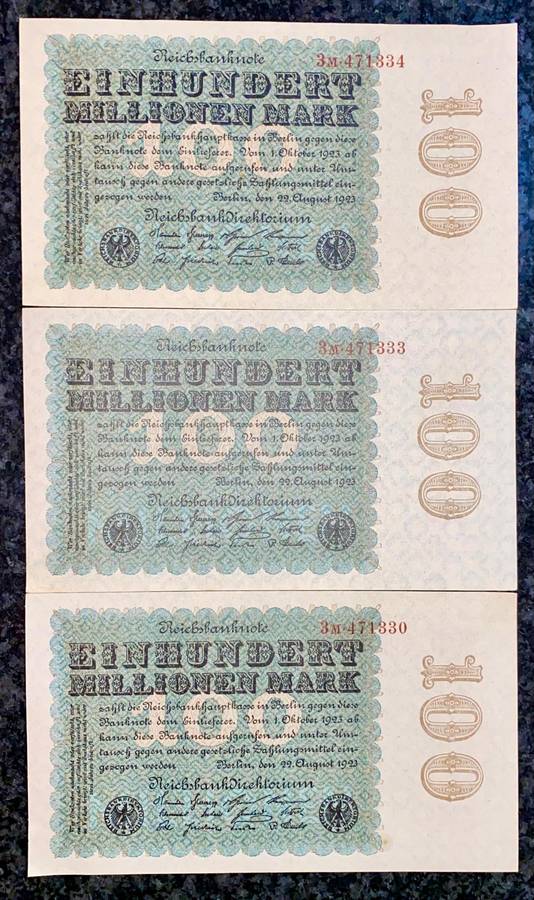 Reichsbanknote 3M·471334
EINHUNDERT
MILLIONEN MARK
zahlt die Reichsbankhauptkasse in Berlin gegen diese
Banknote dem Einlieferer. Vom 1. Oktober 1923 ab
kann diese Banknote aufgerufen und unter Um-
tausch gegen andere gesetzliche Zahlungsmittel ein-
gezogen werden Berlin, den 22. August 1923
Reichsbankdirektorium
100
Reichsbanknote 3M·471333
EINHUNDERT
MILLIONEN MARK
zahlt die Reichsbankhauptkasse in Berlin gegen diese
Banknote dem Einlieferer. Vom 1. Oktober 1923 ab
kann diese Banknote aufgerufen und unter Um-
tausch gegen andere gesetzliche Zahlungsmittel ein-
gezogen werden Berlin, den 22. August 1923
Reichsbankdirektorium
100
Reichsbanknote 3M·471330
EINHUNDERT
MILLIONEN MARK
zahlt die Reichsbankhauptkasse in Berlin gegen diese
Banknote dem Einlieferer. Vom 1. Oktober 1923 ab
kann diese Banknote aufgerufen und unter Um-
tausch gegen andere gesetzliche Zahlungsmittel ein-
gezogen werden Berlin, den 22. August 1923
Reichsbankdirektorium
100